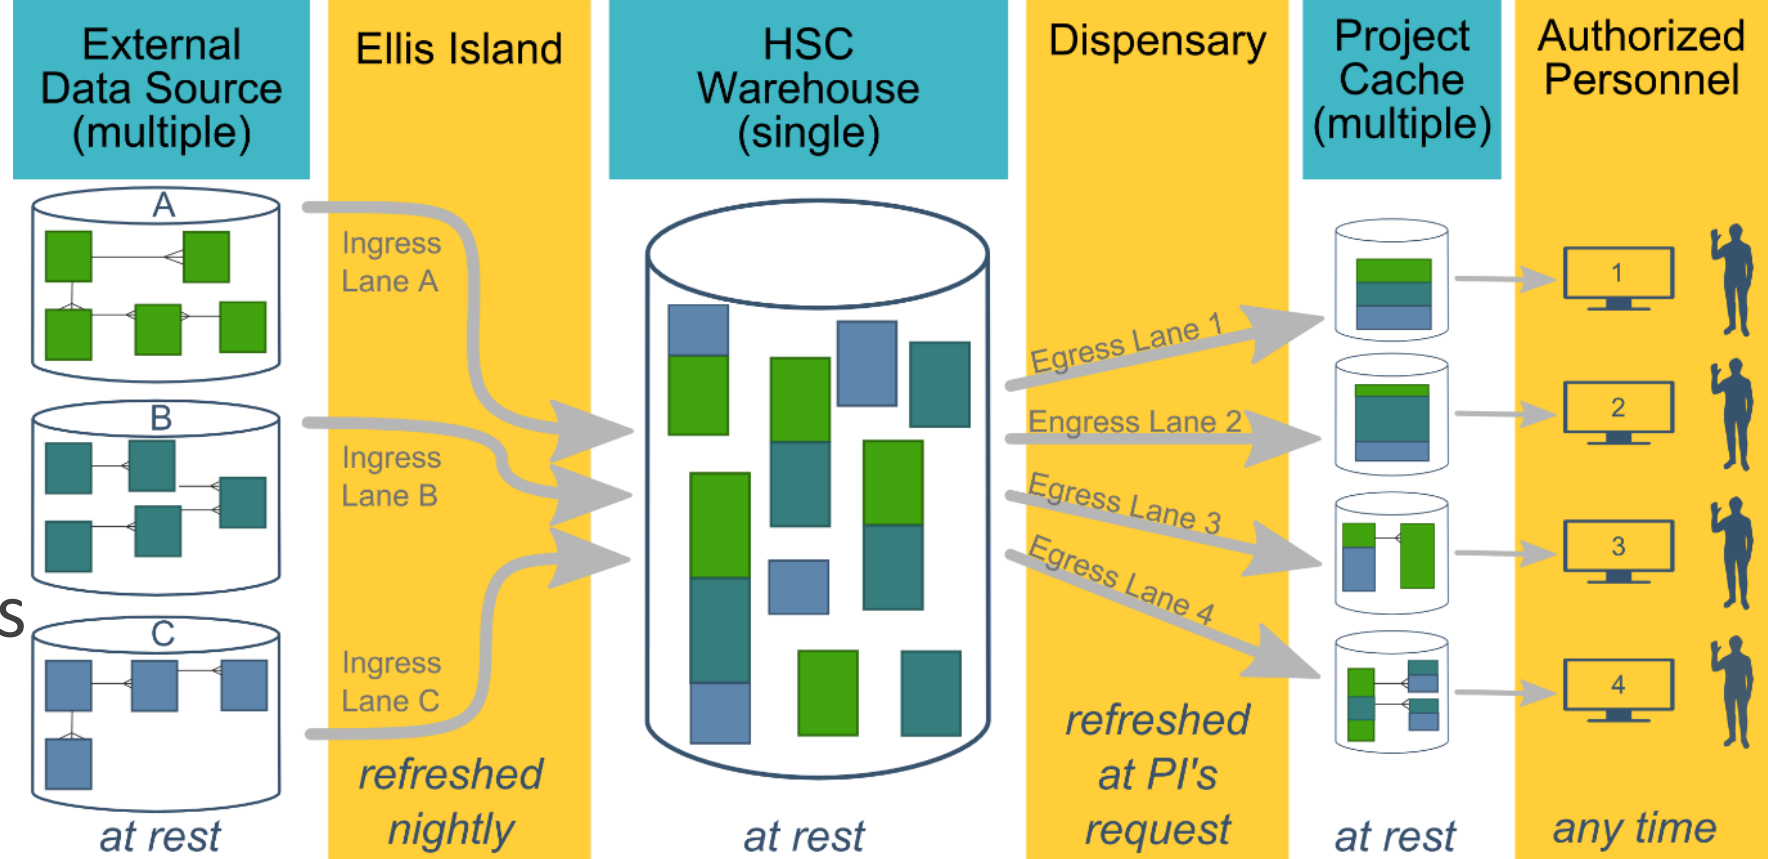 External
Data Source
(multiple)
Ellis Island
HSC
Warehouse
(single)
Dispensary
Project
Cache
(multiple)
Authorized
Personnel
A
Ingress
Lane A
B
Ingress
Lane B
s
C
Ingress
Lane C
Egress Lane 1
Engress Lane 2
Egress Lane 3
Egress Lane 4
1
2
3
4
at rest
refreshed
nightly
at rest
refreshed
at PI's
request
at rest
any time